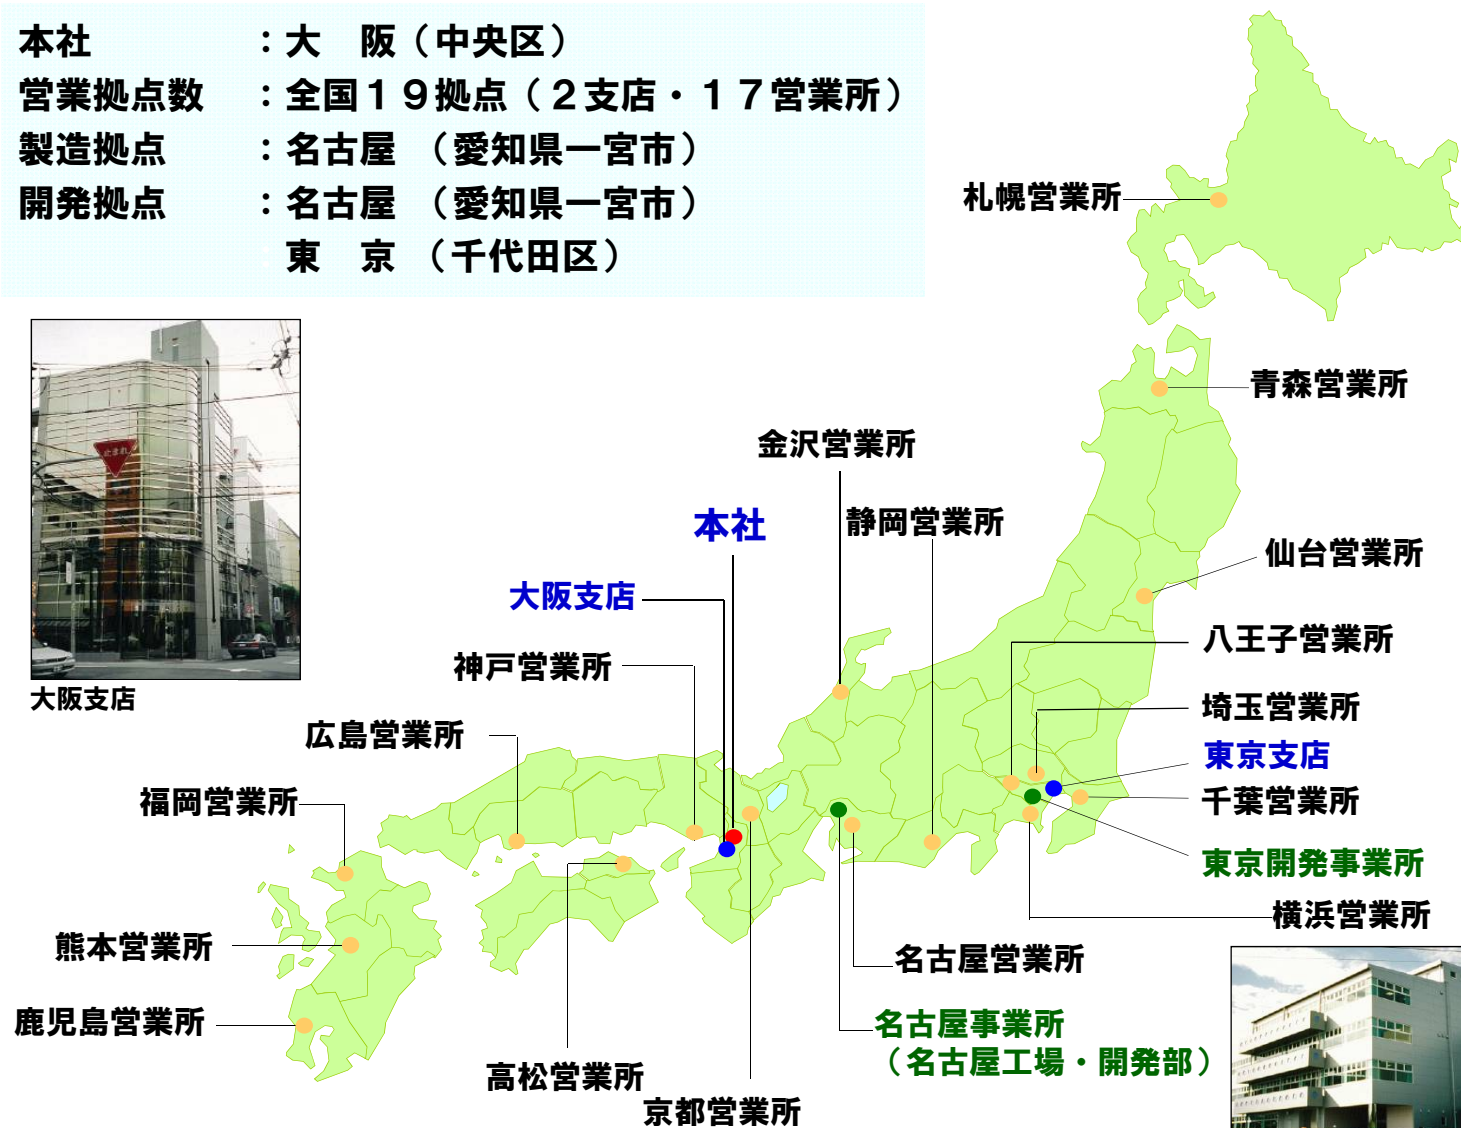 本社　：大　阪（中央区）
営業拠点数　：全国１９拠点（２支店・１７営業所）
製造拠点　：名古屋　（愛知県一宮市）
開発拠点　：名古屋　（愛知県一宮市）
東　京　（千代田区）
札幌営業所
止まれ
大阪支店
青森営業所
金沢営業所
静岡営業所
本社
仙台営業所
大阪支店
八王子営業所
神戸営業所
埼玉営業所
広島営業所
東京支店
福岡営業所
千葉営業所
東京開発事業所
横浜営業所
熊本営業所
名古屋営業所
鹿児島営業所
名古屋事業所
（名古屋工場・開発部）
高松営業所
京都営業所